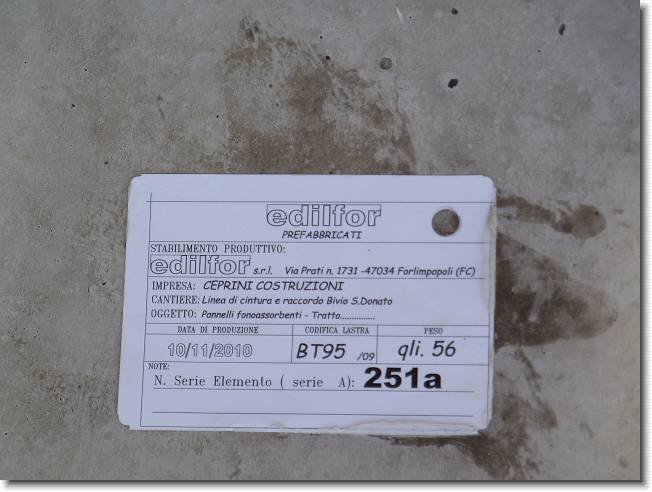 edilfor
PREFABBRICATI
STABILIMENTO PRODUTTIVO:
edilfor s.r.l. Via Prati n. 1731 -47034 Forlimpopoli (FC)
IMPRESA: CEPRINI COSTRUZIONI
CANTIERE: Linea di cintura e raccordo Bivio S.Donato
OGGETTO: Pannelli fonoassorbenti - Tratto................
DATA DI PRODUZIONE CODIFICA LASTRA PESO
10/11/2010 BT95 /09 qli. 56
NOTE:
N. Serie Elemento ( serie A): 251a